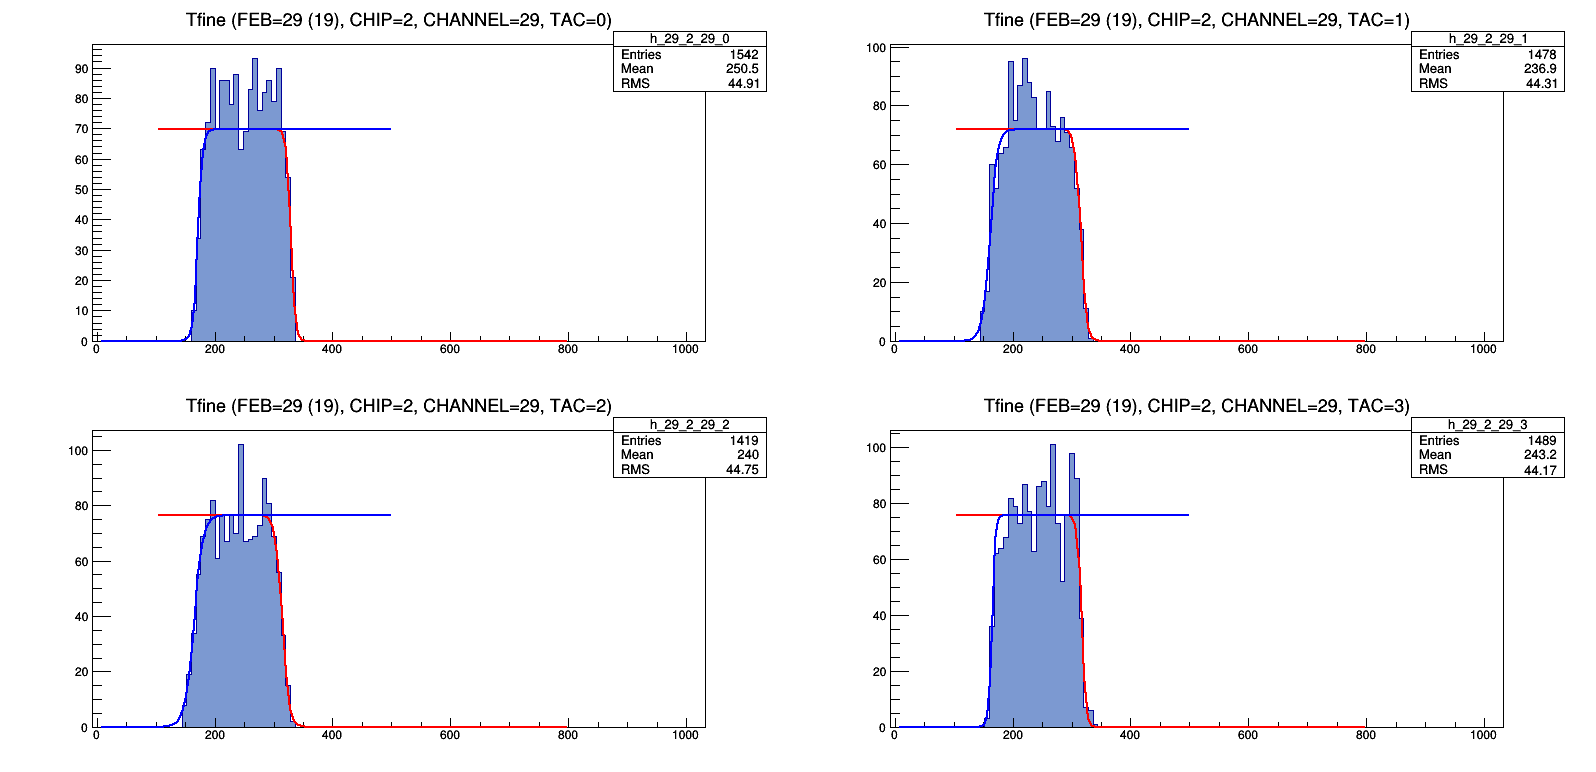 Tfine (FEB=29 (19), CHIP=2, CHANNEL=29, TAC=0)
h_29_2_29_0
Entries 1542
Mean 250.5
RMS 44.91
90
80
70
60
50
40
30
20
10
0
0 200 400 600 800 1000
Tfine (FEB=29 (19), CHIP=2, CHANNEL=29, TAC=1)
h_29_2_29_1
Entries 1478
Mean 236.9
RMS 44.31
100
80
60
40
20
0
0 200 400 600 800 1000
Tfine (FEB=29 (19), CHIP=2, CHANNEL=29, TAC=2)
h_29_2_29_2
Entries 1419
Mean 240
RMS 44.75
100
80
60
40
20
0
0 200 400 600 800 1000
Tfine (FEB=29 (19), CHIP=2, CHANNEL=29, TAC=3)
h_29_2_29_3
Entries 1489
Mean 243.2
RMS 44.17
100
80
60
40
20
0
0 200 400 600 800 1000